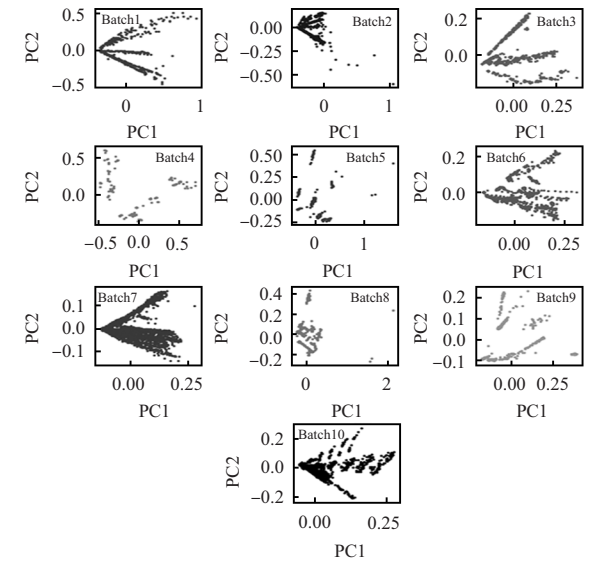 Batch1
PC2
0.5
0.0
−0.5
0
1
PC1
Batch2
PC2
0.00
−0.25
−0.50
0
1
PC1
Batch3
PC2
0.2
0.0
0.00
0.25
PC1
Batch4
PC2
0.5
0.0
−0.5
0.0
0.5
PC1
Batch5
PC2
0.50
0.25
0.00
−0.25
0
1
PC1
Batch6
PC2
0.2
0.0
0.00
0.25
PC1
Batch7
PC2
0.1
0.0
−0.1
0.00
0.25
PC1
Batch8
PC2
0.4
0.2
0.0
−0.2
0
1
2
PC1
Batch9
PC2
0.2
0.1
0.0
−0.1
0.00
0.25
PC1
Batch10
PC2
0.2
0.0
−0.2
0.00
0.25
PC1